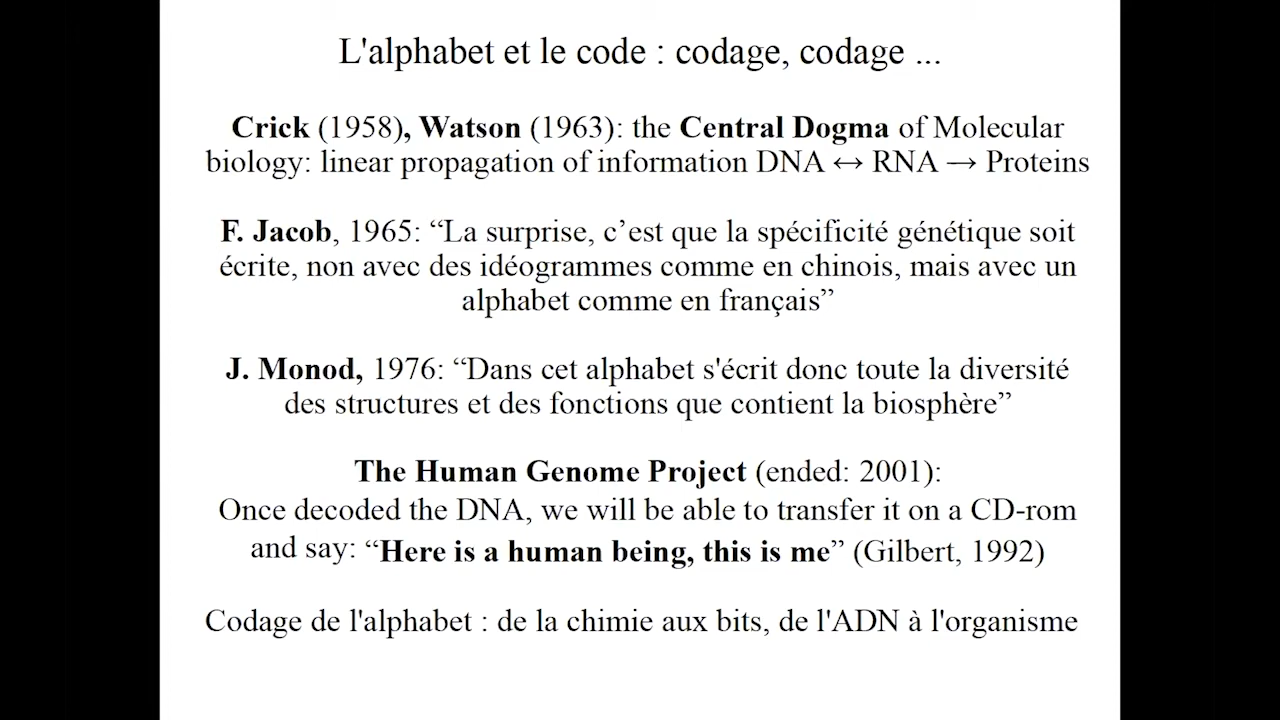 L'alphabet et le code : codage, codage ...
Crick (1958), Watson (1963): the Central Dogma of Molecular
biology: linear propagation of information DNA ↔ RNA → Proteins
F. Jacob, 1965: “La surprise, c’est que la spécificité génétique soit
écrite, non avec des idéogrammes comme en chinois, mais avec un
alphabet comme en français”
J. Monod, 1976: “Dans cet alphabet s'écrit donc toute la diversité
des structures et des fonctions que contient la biosphère”
The Human Genome Project (ended: 2001):
Once decoded the DNA, we will be able to transfer it on a CD-rom
and say: “Here is a human being, this is me” (Gilbert, 1992)
Codage de l'alphabet : de la chimie aux bits, de l'ADN à l'organisme